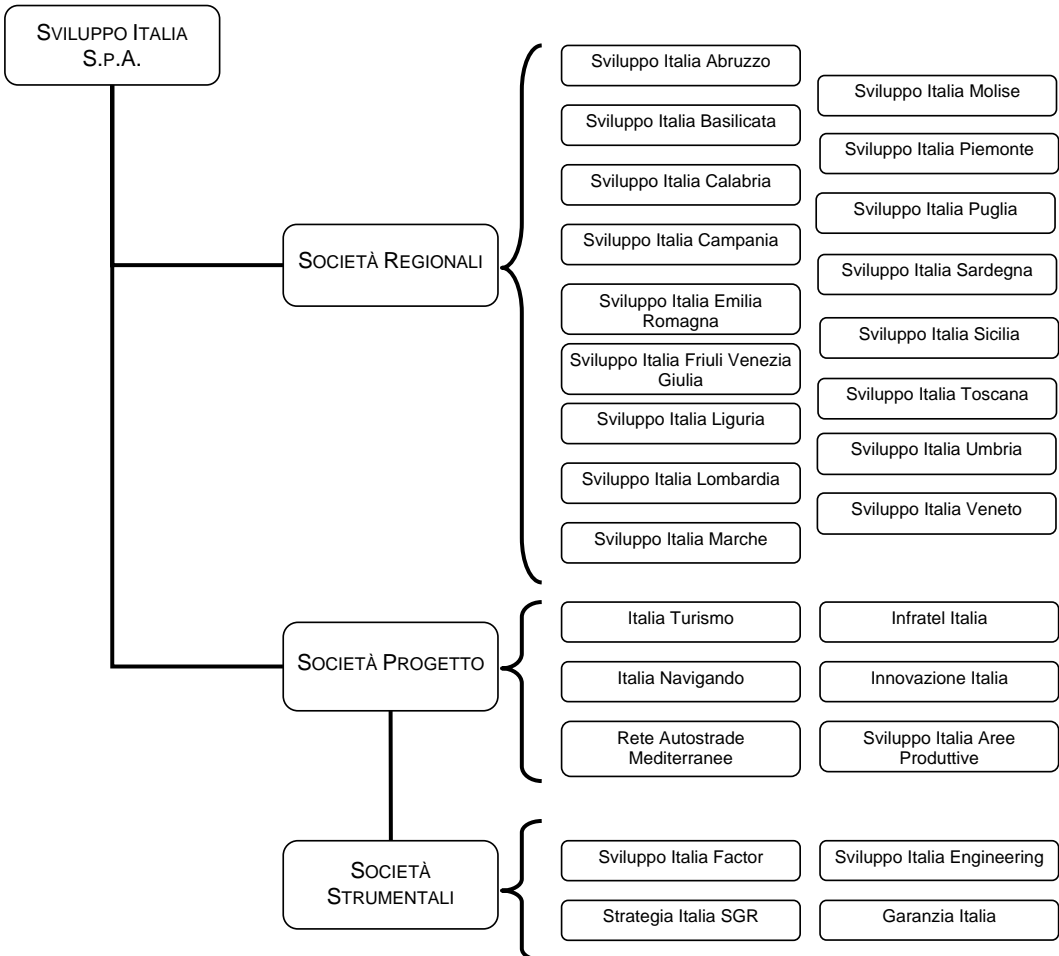 SVILUPPO ITALIA
S.P.A.
SOCIETÀ REGIONALI
Sviluppo Italia Abruzzo
Sviluppo Italia Basilicata
Sviluppo Italia Calabria
Sviluppo Italia Campania
Sviluppo Italia Emilia
Romagna
Sviluppo Italia Friuli Venezia
Giulia
Sviluppo Italia Liguria
Sviluppo Italia Lombardia
Sviluppo Italia Marche
Sviluppo Italia Molise
Sviluppo Italia Piemonte
Sviluppo Italia Puglia
Sviluppo Italia Sardegna
Sviluppo Italia Sicilia
Sviluppo Italia Toscana
Sviluppo Italia Umbria
Sviluppo Italia Veneto
SOCIETÀ PROGETTO
Italia Turismo
Infratel Italia
Italia Navigando
Innovazione Italia
Rete Autostrade
Mediterranee
Sviluppo Italia Aree
Produttive
SOCIETÀ
STRUMENTALI
Sviluppo Italia Factor
Sviluppo Italia Engineering
Strategia Italia SGR
Garanzia Italia